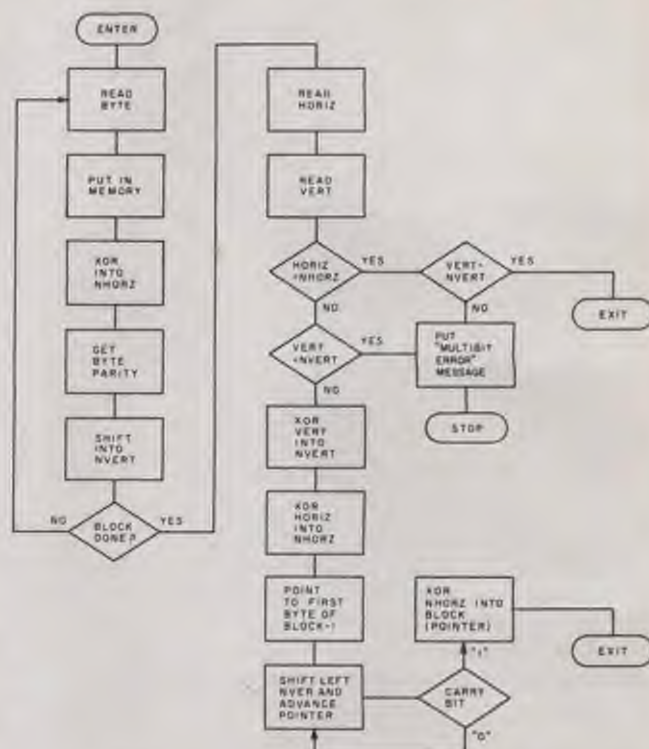 ENTER
READ
BYTE
PUT IN
MEMORY
XOR
INTO
NHORZ
GET
BYTE
PARITY
SHIFT
INTO
NVERT
NO
BLOCK
DONE?
YES
READ
HORIZ
READ
VERT
HORIZ
=NHORZ
YES
VERT=
NVERT
YES
EXIT
NO
NO
VERT
=NVERT
YES
PUT
"MULTIBIT
ERROR"
MESSAGE
STOP
NO
XOR
VERY
INTO
NVERT
XOR
HORIZ
INTO
NHORZ
POINT
TO FIRST
BYTE OF
BLOCK-1
SHIFT LEFT
NVER AND
ADVANCE
POINTER
CARRY
BIT
"1"
"0"
XOR
NHORZ INTO
BLOCK
(POINTER)
EXIT